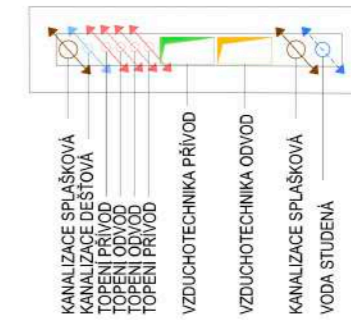 KANALIZACE SPLAŠKOVÁ
KANALIZACE DEŠŤOVÁ
TOPENÍ PŘÍVOD
TOPENÍ ODVOD
TOPENÍ ODVOD
TOPENÍ PŘÍVOD
VZDUCHOTECHNIKA PŘÍVOD
VZDUCHOTECHNIKA ODVOD
KANALIZACE SPLAŠKOVÁ
VODA STUDENÁ